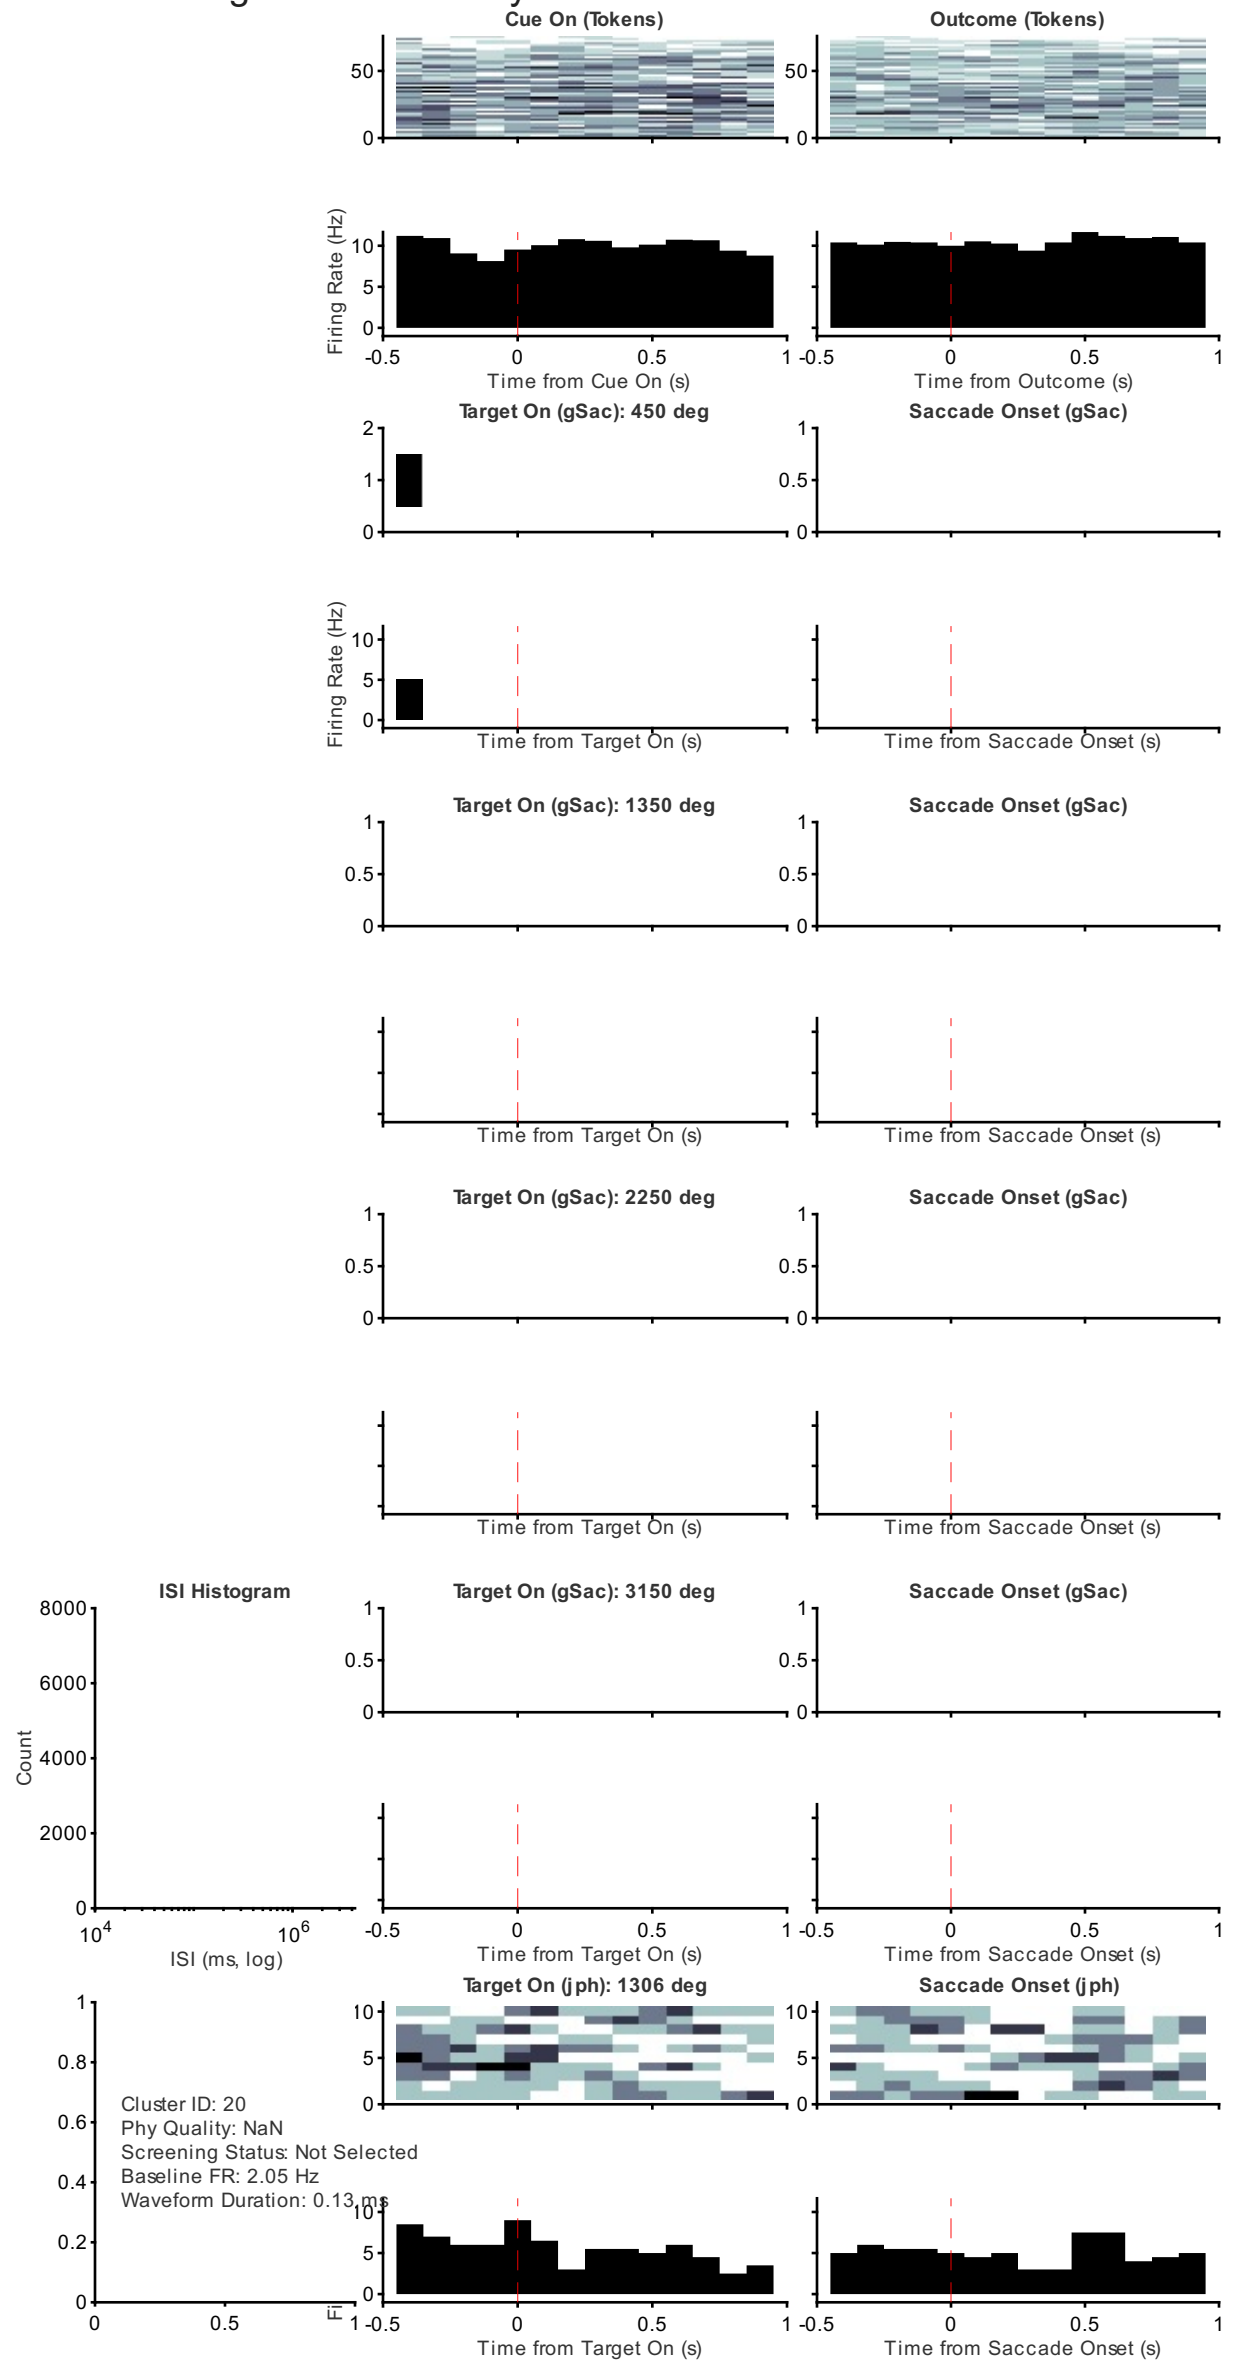 Cue On (Tokens)
Outcome (Tokens)
50
0
50
0
Firing Rate (Hz)
10
5
0
-0.5
0
0.5
1
-0.5
0
0.5
1
Time from Cue On (s)
Time from Outcome (s)
Target On (gSac): 450 deg
Saccade Onset (gSac)
2
1
0
1
0.5
0
Firing Rate (Hz)
10
5
0
Time from Target On (s)
Time from Saccade Onset (s)
Target On (gSac): 1350 deg
Saccade Onset (gSac)
1
0.5
0
1
0.5
0
Time from Target On (s)
Time from Saccade Onset (s)
Target On (gSac): 2250 deg
Saccade Onset (gSac)
1
0.5
0
1
0.5
0
Time from Target On (s)
Time from Saccade Onset (s)
ISI Histogram
Target On (gSac): 3150 deg
Saccade Onset (gSac)
8000
6000
4000
2000
0
Count
10^4
10^6
ISI (ms, log)
1
0.5
0
1
0.5
0
-0.5
0
0.5
1
-0.5
0
0.5
1
Time from Target On (s)
Time from Saccade Onset (s)
Target On (jph): 1306 deg
Saccade Onset (jph)
1
0.8
0.6
0.4
0.2
0
0
0.5
1
Cluster ID: 20
Phy Quality: NaN
Screening Status: Not Selected
Baseline FR: 2.05 Hz
Waveform Duration: 0.13 ms
10
5
0
10
5
0
Fi
10
5
0
-0.5
0
0.5
1
-0.5
0
0.5
1
Time from Target On (s)
Time from Saccade Onset (s)